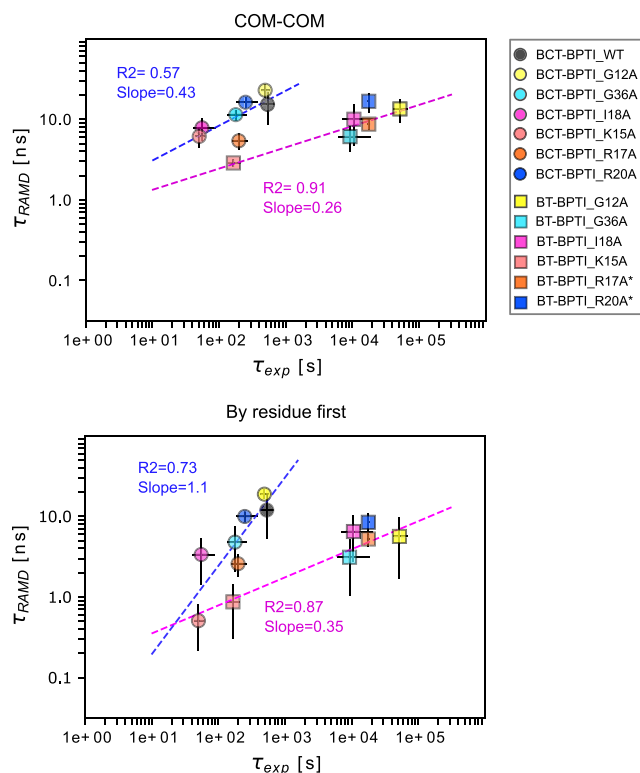 COM-COM
R2= 0.57
Slope=0.43
R2= 0.91
Slope=0.26
10.0
1.0
0.1
τRAMD [ns]
1e+00 1e+01 1e+02 1e+03 1e+04 1e+05
τexp [s]
BCT-BPTI_WT
BCT-BPTI_G12A
BCT-BPTI_G36A
BCT-BPTI_I18A
BCT-BPTI_K15A
BCT-BPTI_R17A
BCT-BPTI_R20A
BT-BPTI_G12A
BT-BPTI_G36A
BT-BPTI_I18A
BT-BPTI_K15A
BT-BPTI_R17A*
BT-BPTI_R20A*
By residue first
R2=0.73
Slope=1.1
R2=0.87
Slope=0.35
10.0
1.0
0.1
τRAMD [ns]
1e+00 1e+01 1e+02 1e+03 1e+04 1e+05
τexp [s]